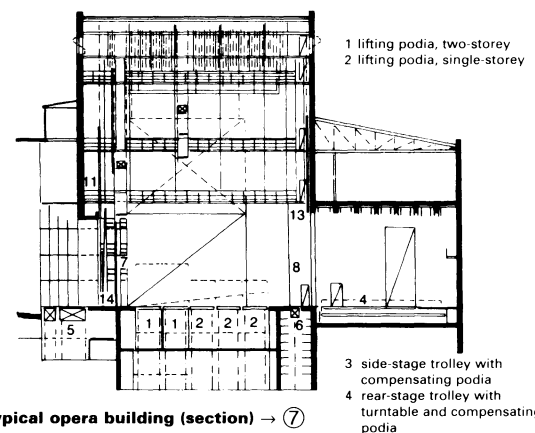 1 lifting podia, two-storey
2 lifting podia, single-storey
11
13
7
8
14
4
5
1 1 2 2 2
6
3 side-stage trolley with
compensating podia
4 rear-stage trolley with
turntable and compensating
podia
ypical opera building (section) → 7